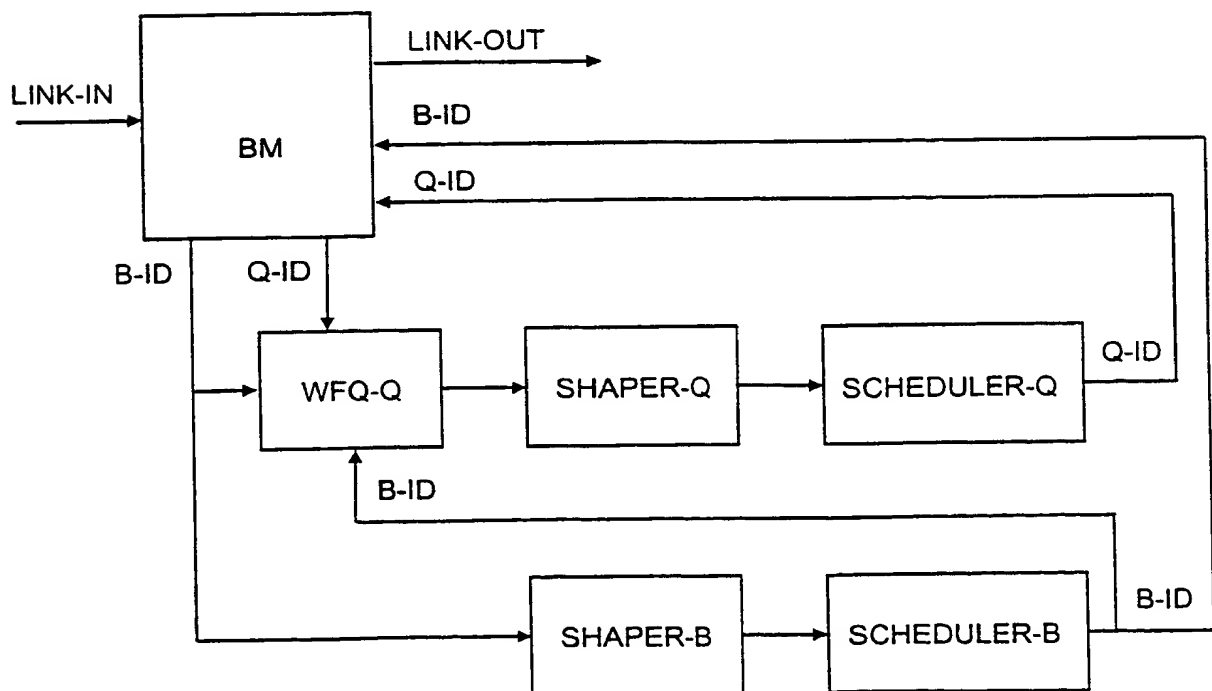 LINK-OUT
LINK-IN
B-ID
BM
Q-ID
B-ID
Q-ID
Q-ID
WFQ-Q
SHAPER-Q
SCHEDULER-Q
B-ID
B-ID
SHAPER-B
SCHEDULER-B